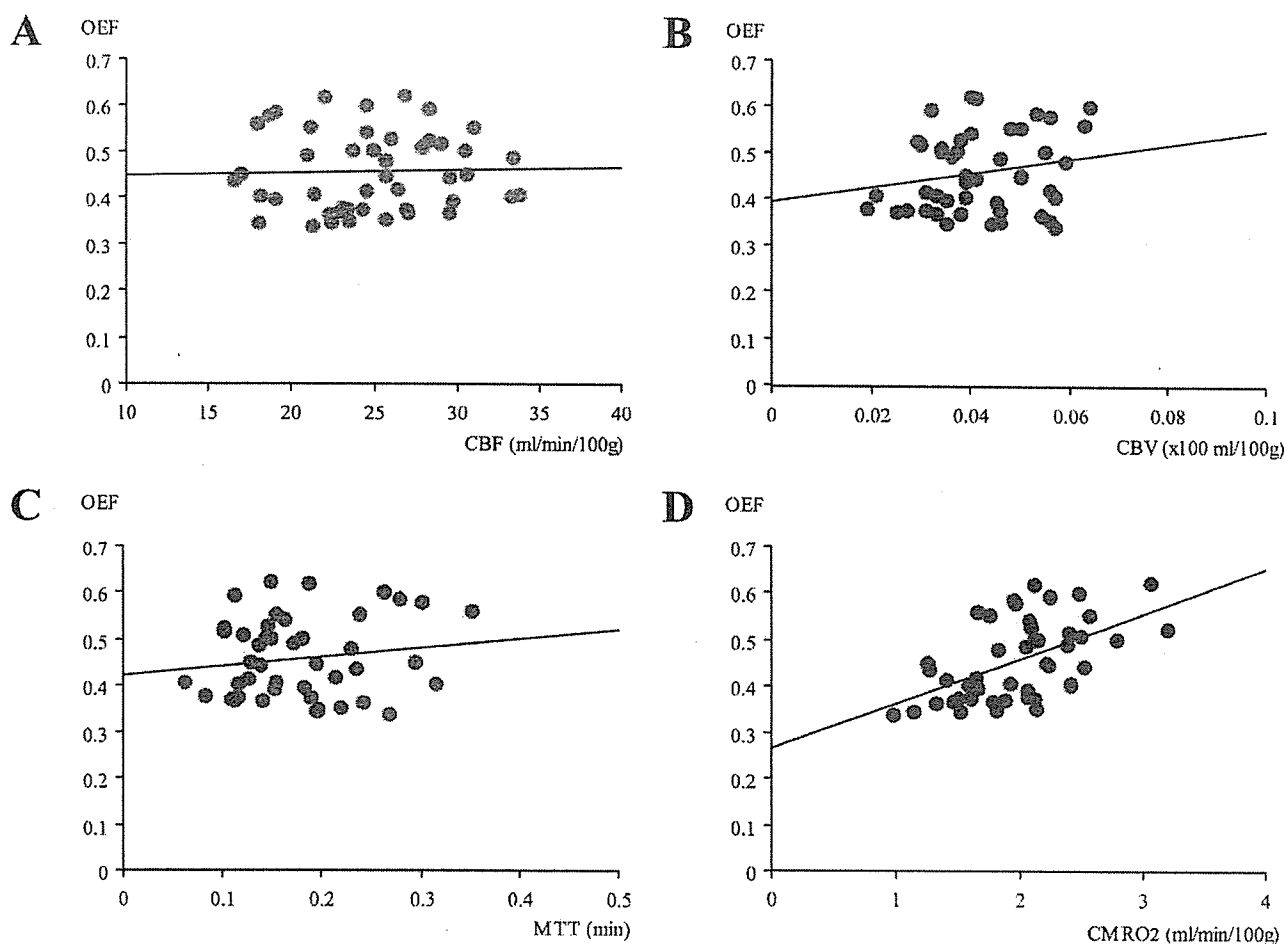 A
OEF
0.7
0.6
0.5
0.4
0.3
0.2
0.1
0
10 15 20 25 30 35 40
CBF (ml/min/100g)
B
OEF
0.7
0.6
0.5
0.4
0.3
0.2
0.1
0
0 0.02 0.04 0.06 0.08 0.1
CBV (x100 ml/100g)
C
OEF
0.7
0.6
0.5
0.4
0.3
0.2
0.1
0
0 0.1 0.2 0.3 0.4 0.5
MTT (min)
D
OEF
0.7
0.6
0.5
0.4
0.3
0.2
0.1
0
0 1 2 3 4
CMRO2 (ml/min/100g)